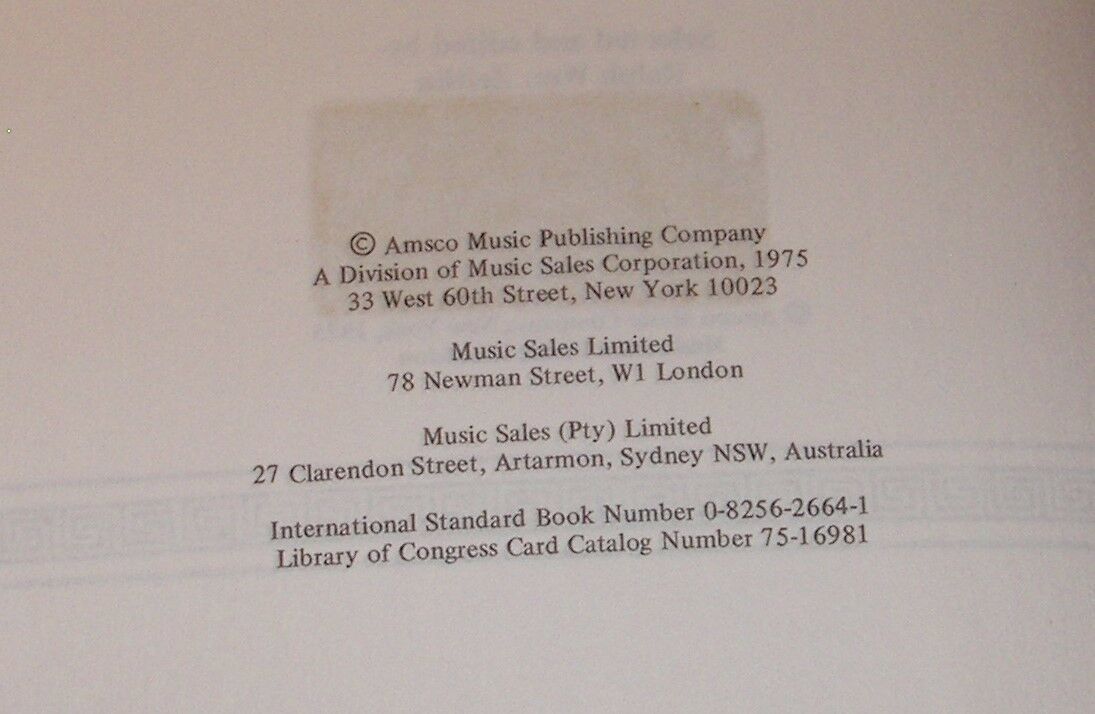 © Amsco Music Publishing Company
A Division of Music Sales Corporation, 1975
33 West 60th Street, New York 10023
Music Sales Limited
78 Newman Street, W1 London
Music Sales (Pty) Limited
27 Clarendon Street, Artarmon, Sydney NSW, Australia
International Standard Book Number 0-8256-2664-1
Library of Congress Card Catalog Number 75-16981